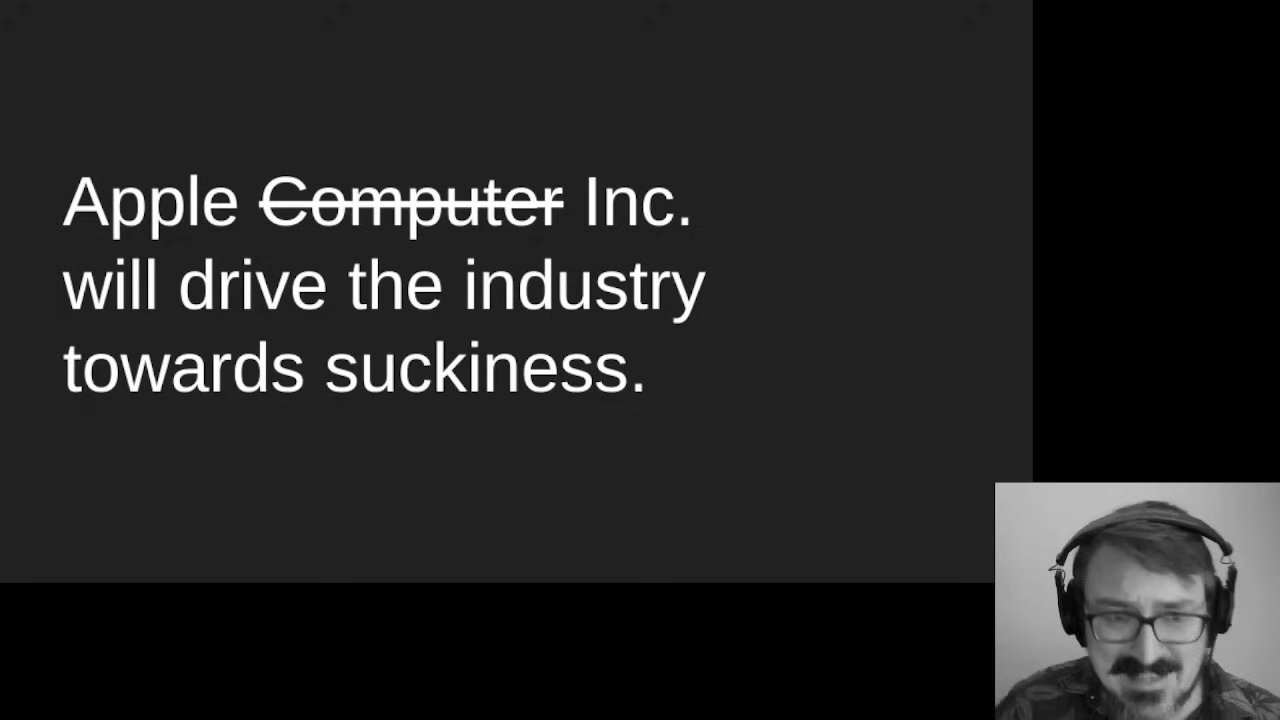 Apple Computer Inc.
will drive the industry
towards suckiness.